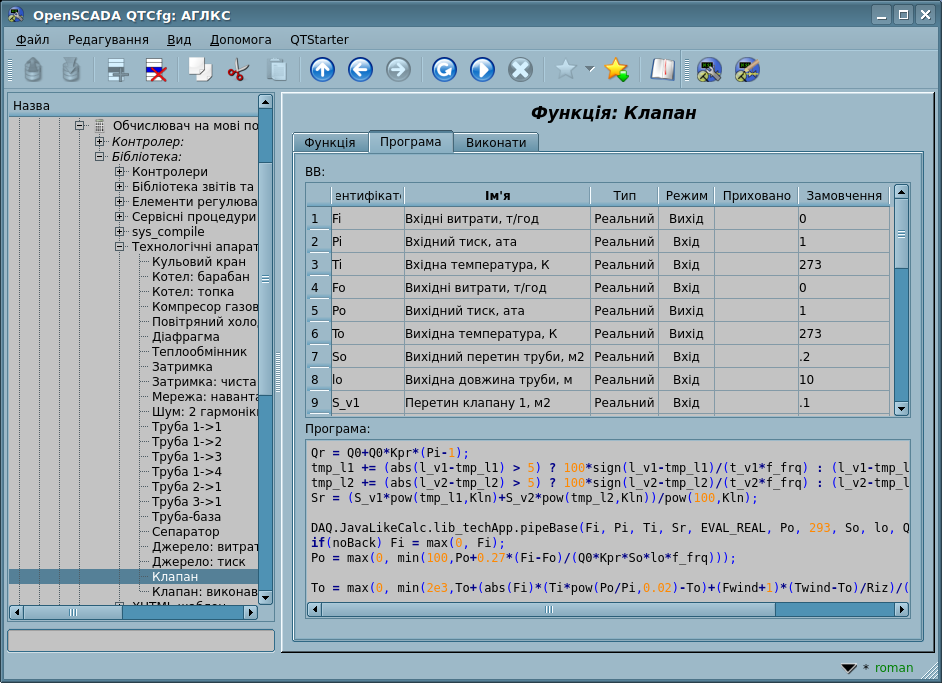 OpenSCADA QTCfg: АГЛКС
Файл Редагування Вид Допомога QTStarter
Назва
Обчислювач на мові по
Контролер:
Бібліотека:
Контролери
Бібліотека звітів та
Елементи регулюва
Сервісні процедури
sys_compile
Технологічні апарат
Кульовий кран
Котел: барабан
Котел: топка
Компресор газов
Повітряний холо
Діафрагма
Теплообмінник
Затримка
Затримка: чиста
Мережа: наванта
Шум: 2 гармонік
Труба 1->1
Труба 1->2
Труба 1->3
Труба 1->4
Труба 2->1
Труба 3->1
Труба-база
Сепаратор
Джерело: витрат
Джерело: тиск
Клапан
Клапан: виконав
Функція: Клапан
Функція Програма Виконати
ВВ:
ентифікато Ім'я Тип Режим Приховано Замовчення
1 Fi Вхідні витрати, т/год Реальний Вихід 0
2 Pi Вхідний тиск, ата Реальний Вхід 1
3 Ti Вхідна температура, К Реальний Вхід 273
4 Fo Вихідні витрати, т/год Реальний Вхід 0
5 Po Вихідний тиск, ата Реальний Вихід 1
6 To Вихідна температура, К Реальний Вихід 273
7 So Вихідний перетин труби, м2 Реальний Вхід .2
8 lo Вихідна довжина труби, м Реальний Вхід 10
9 S_v1 Перетин клапану 1, м2 Реальний Вхід .1
Програма:
Qr = Q0+Q0*Kpr*(Pi-1);
tmp_l1 += (abs(l_v1-tmp_l1) > 5) ? 100*sign(l_v1-tmp_l1)/(t_v1*f_frq) : (l_v1-tmp_l
tmp_l2 += (abs(l_v2-tmp_l2) > 5) ? 100*sign(l_v2-tmp_l2)/(t_v2*f_frq) : (l_v2-tmp_l
Sr = (S_v1*pow(tmp_l1,Kln)+S_v2*pow(tmp_l2,Kln))/pow(100,Kln);
DAQ.JavaLikeCalc.lib_techApp.pipeBase(Fi, Pi, Ti, Sr, EVAL_REAL, Po, 293, So, lo, Q
if(noBack) Fi = max(0, Fi);
Po = max(0, min(100,Po+0.27*(Fi-Fo)/(Q0*Kpr*So*lo*f_frq)));
To = max(0, min(2e3,To+(abs(Fi)*(Ti*pow(Po/Pi,0.02)-To)+(Fwind+1)*(Twind-To)/Riz)/(
* roman